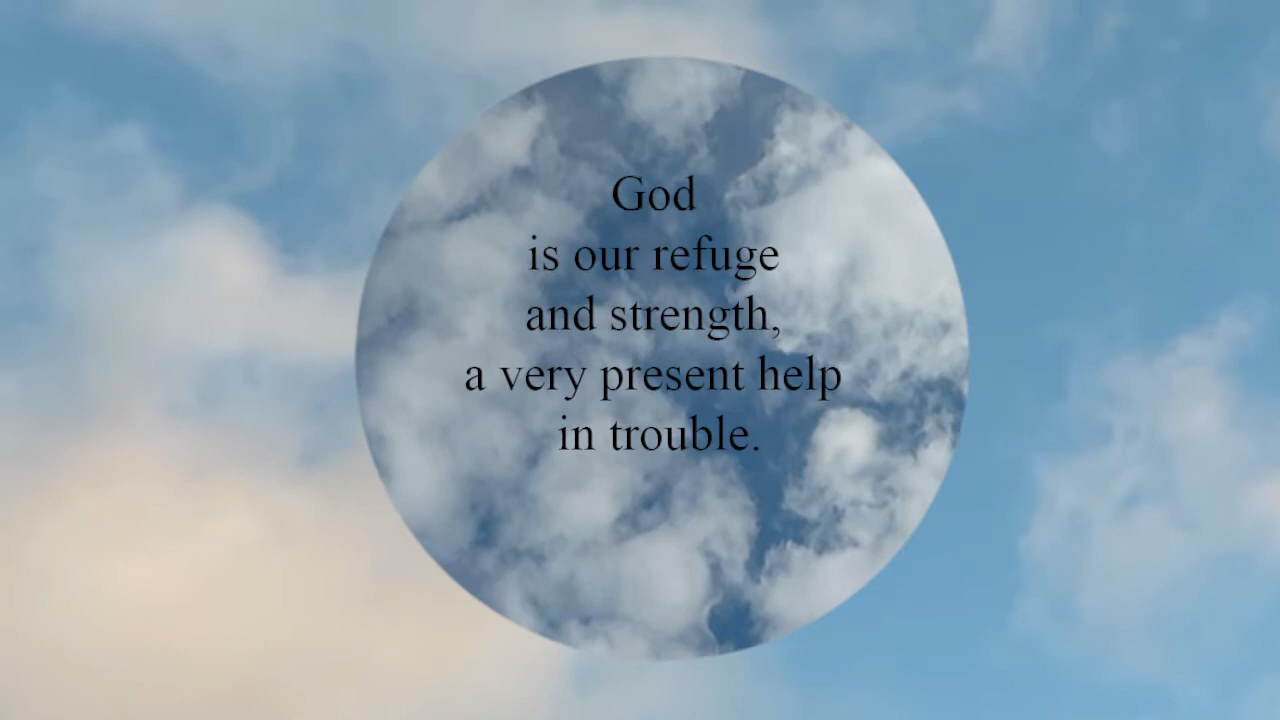 God
is our refuge
and strength,
a very present help
in trouble.